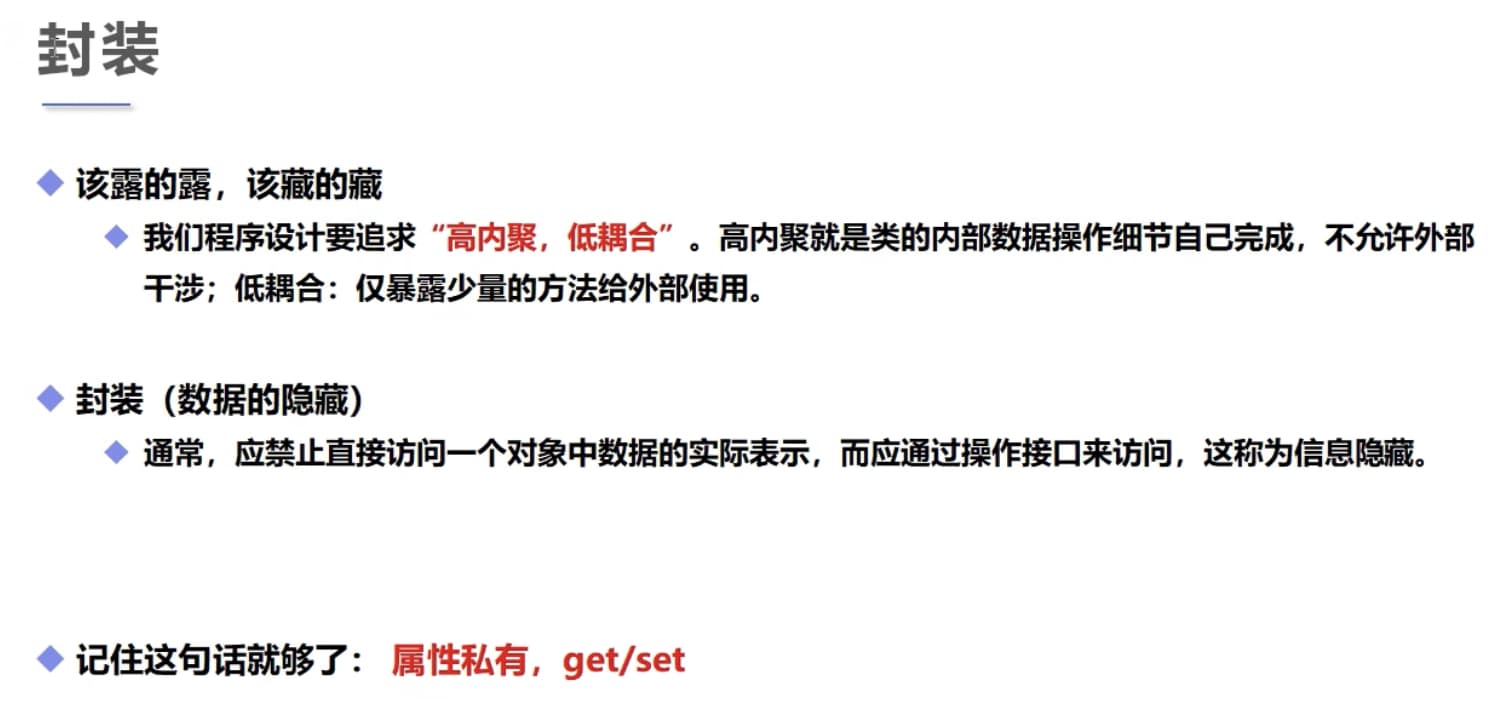 封装
该露的露，该藏的藏
我们程序设计要追求“高内聚，低耦合”。高内聚就是类的内部数据操作细节自己完成，不允许外部
干涉；低耦合：仅暴露少量的方法给外部使用。
封装（数据的隐藏）
通常，应禁止直接访问一个对象中数据的实际表示，而应通过操作接口来访问，这称为信息隐藏。
记住这句话就够了： 属性私有，get/set